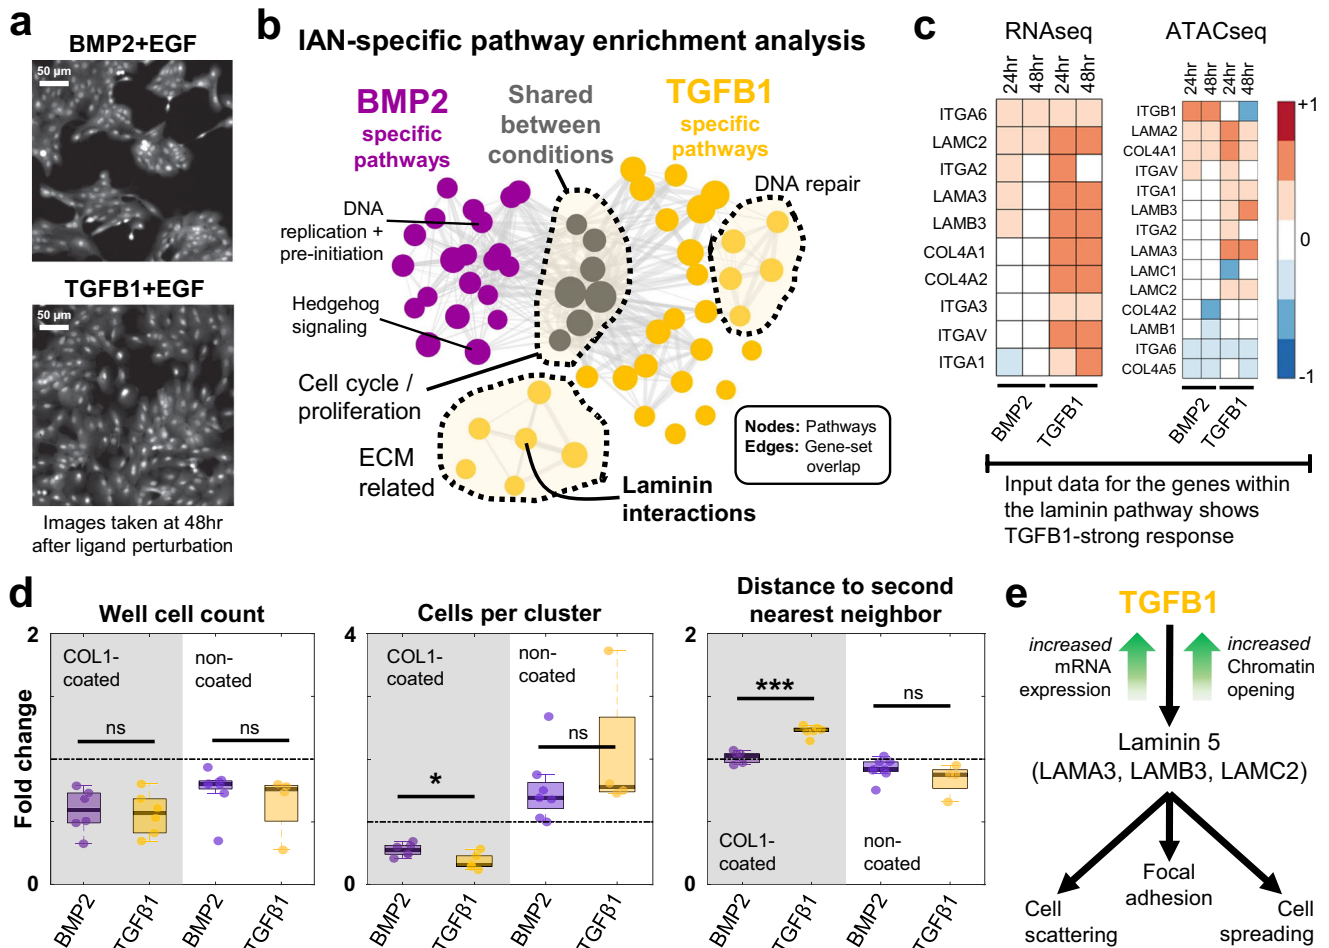 a
BMP2+EGF
50 µm
TGFB1+EGF
50 µm
Images taken at 48hr
after ligand perturbation
b
IAN-specific pathway enrichment analysis
BMP2
specific
pathways
Shared
between
conditions
TGFB1
specific
pathways
DNA repair
DNA
replication +
pre-initiation
Hedgehog
signaling
Cell cycle /
proliferation
ECM
related
Laminin
interactions
Nodes: Pathways
Edges: Gene-set
overlap
c
RNAseq
24hr
48hr
24hr
48hr
ITGA6
LAMC2
ITGA2
LAMA3
LAMB3
COL4A1
COL4A2
ITGA3
ITGAV
ITGA1
BMP2
TGFB1
ATACseq
24hr
48hr
24hr
48hr
ITGB1
LAMA2
COL4A1
ITGAV
ITGA1
LAMB3
ITGA2
LAMA3
LAMC1
LAMC2
COL4A2
LAMB1
ITGA6
COL4A5
BMP2
TGFB1
+1
0
-1
Input data for the genes within
the laminin pathway shows
TGFB1-strong response
d
Fold change
Well cell count
2
0
COL1-
coated
non-
coated
ns
ns
BMP2
TGFβ1
BMP2
TGFβ1
Cells per cluster
4
0
COL1-
coated
non-
coated
*
ns
BMP2
TGFβ1
BMP2
TGFβ1
Distance to second
nearest neighbor
2
0
***
ns
COL1-
coated
non-
coated
BMP2
TGFβ1
BMP2
TGFβ1
e
TGFB1
increased
mRNA
expression
increased
Chromatin
opening
Laminin 5
(LAMA3, LAMB3, LAMC2)
Cell
scattering
Focal
adhesion
Cell
spreading